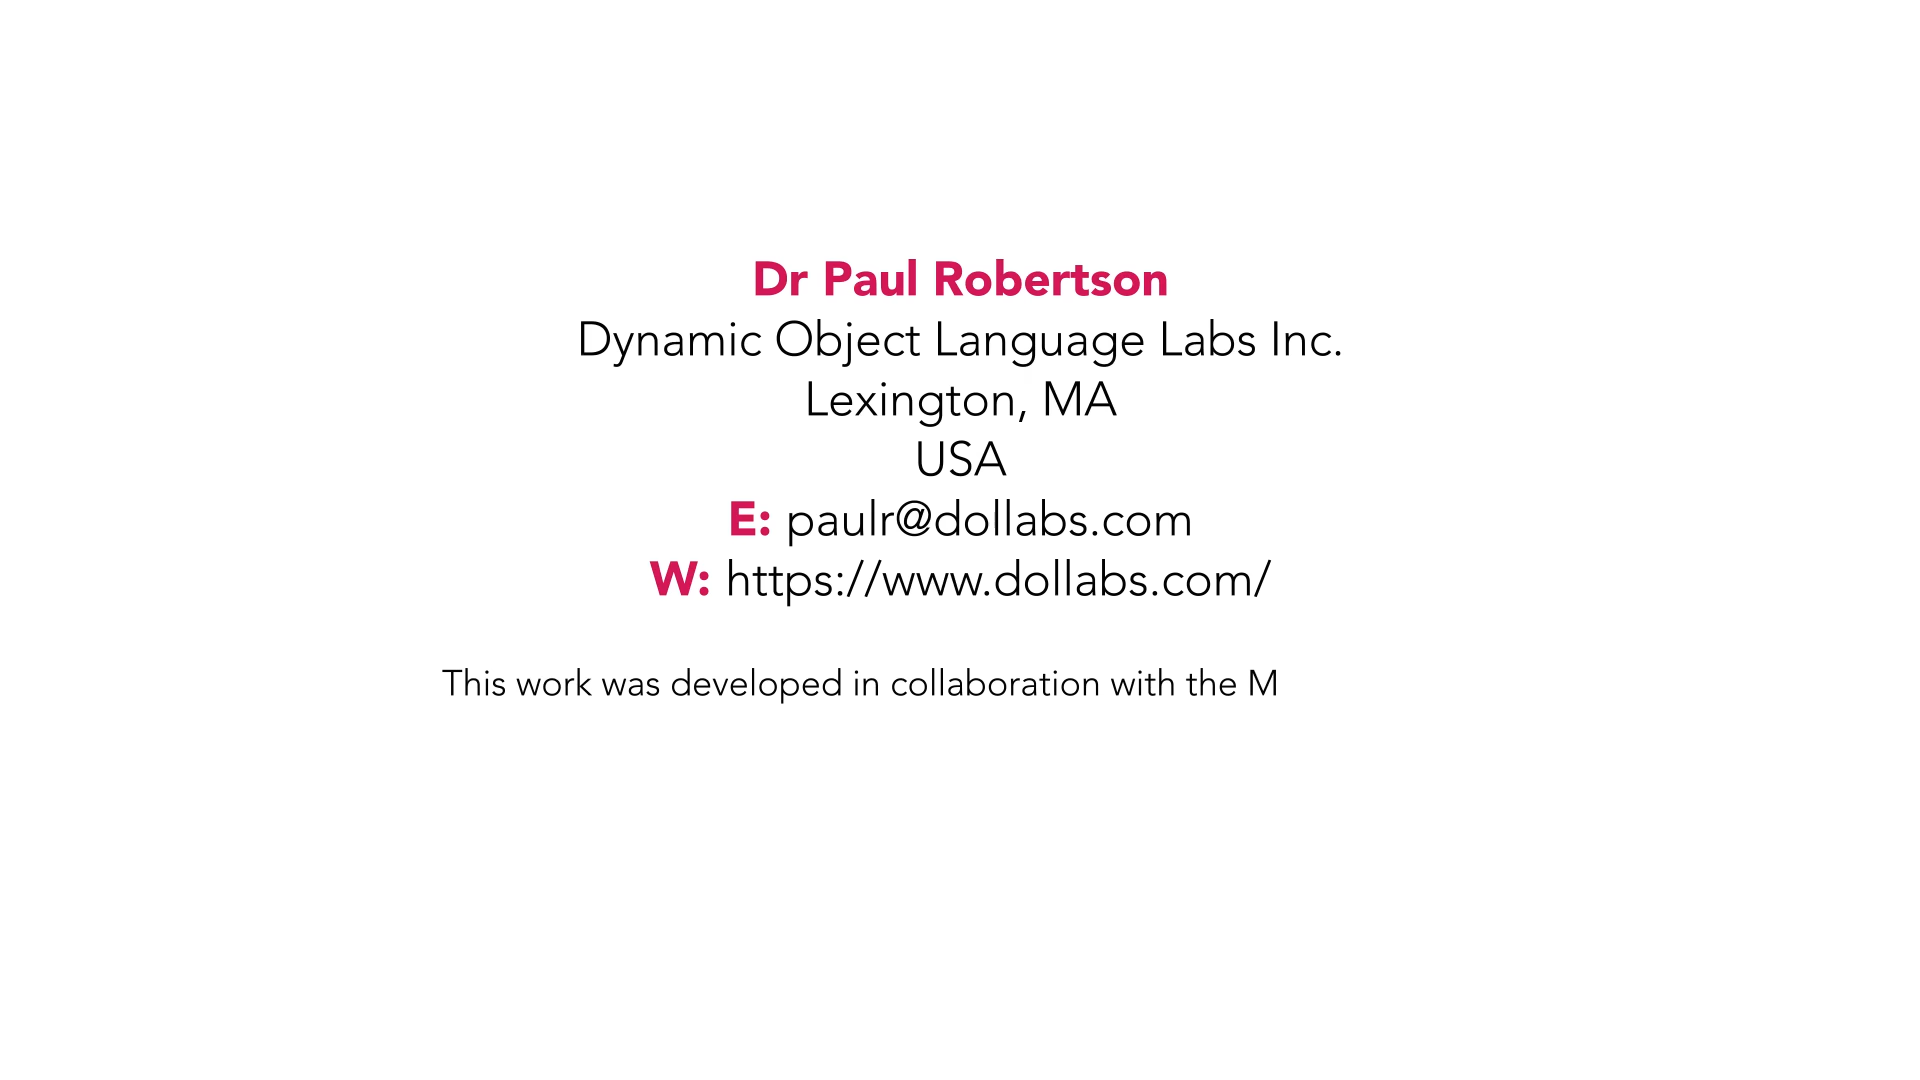 Dr Paul Robertson
Dynamic Object Language Labs Inc.
Lexington, MA
USA
E: paulr@dollabs.com
W: https://www.dollabs.com/
This work was developed in collaboration with the M